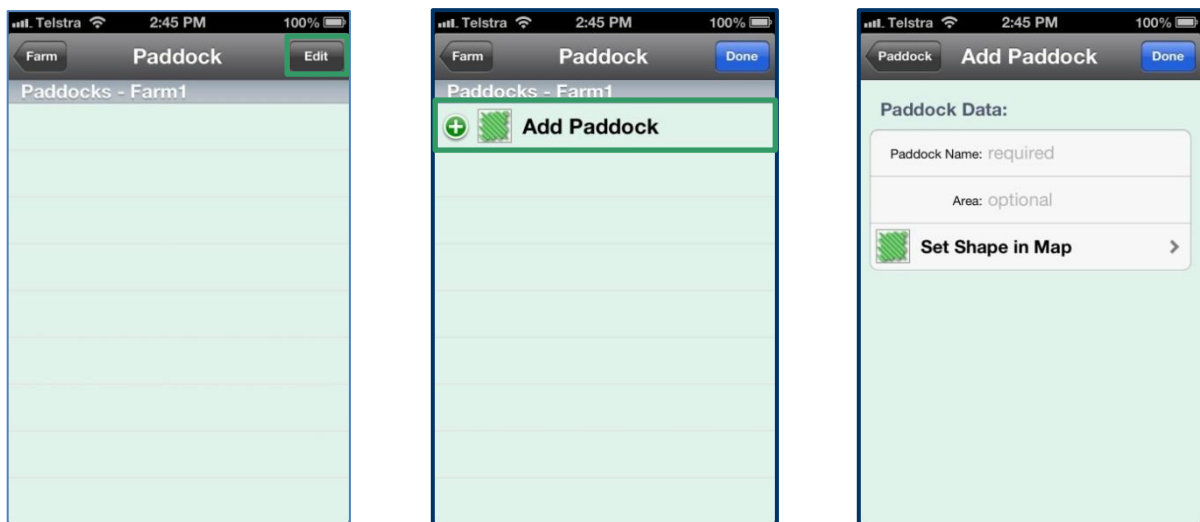 Telstra 2:45 PM 100%
Farm Paddock Edit
Paddocks - Farm1
Telstra 2:45 PM 100%
Farm Paddock Done
Paddocks - Farm1
Add Paddock
Telstra 2:45 PM 100%
Paddock Add Paddock Done
Paddock Data:
Paddock Name: required
Area: optional
Set Shape in Map